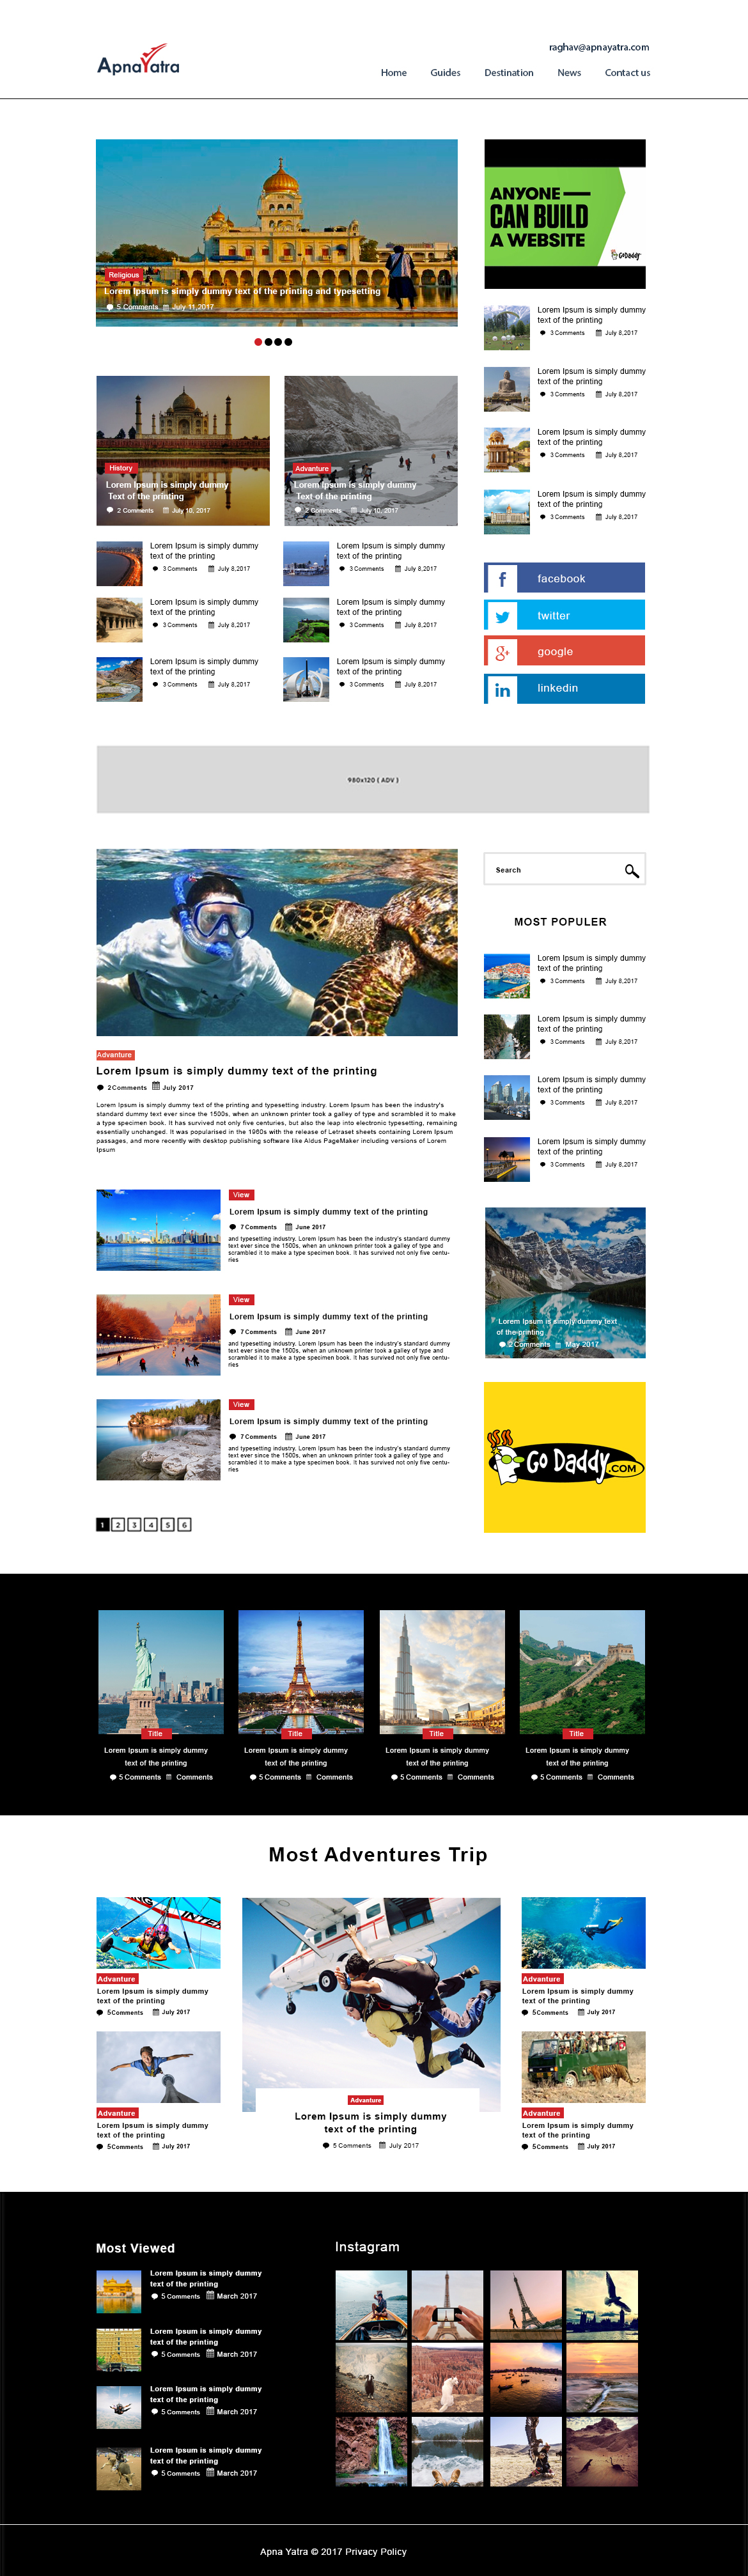 raghav@apnayatra.com
ApnaYatra
Home Guides Destination News Contact us
Religious
Lorem Ipsum is simply dummy text of the printing and typesetting
5 Comments July 11,2017
ANYONE
CAN BUILD
A WEBSITE
GoDaddy
Lorem Ipsum is simply dummy
text of the printing
3 Comments July 8,2017
Lorem Ipsum is simply dummy
text of the printing
3 Comments July 8,2017
Lorem Ipsum is simply dummy
text of the printing
3 Comments July 8,2017
Lorem Ipsum is simply dummy
text of the printing
3 Comments July 8,2017
History
Lorem Ipsum is simply dummy
Text of the printing
2 Comments July 10, 2017
Advanture
Lorem Ipsum is simply dummy
Text of the printing
2 Comments July 10, 2017
Lorem Ipsum is simply dummy
text of the printing
3 Comments July 8,2017
Lorem Ipsum is simply dummy
text of the printing
3 Comments July 8,2017
Lorem Ipsum is simply dummy
text of the printing
3 Comments July 8,2017
Lorem Ipsum is simply dummy
text of the printing
3 Comments July 8,2017
Lorem Ipsum is simply dummy
text of the printing
3 Comments July 8,2017
Lorem Ipsum is simply dummy
text of the printing
3 Comments July 8,2017
facebook
twitter
google
linkedin
980x120 ( ADV )
Advanture
Lorem Ipsum is simply dummy text of the printing
2 Comments July 2017
Lorem Ipsum is simply dummy text of the printing and typesetting industry. Lorem Ipsum has been the industry's
standard dummy text ever since the 1500s, when an unknown printer took a galley of type and scrambled it to make
a type specimen book. It has survived not only five centuries, but also the leap into electronic typesetting, remaining
essentially unchanged. It was popularised in the 1960s with the release of Letraset sheets containing Lorem Ipsum
passages, and more recently with desktop publishing software like Aldus PageMaker including versions of Lorem
Ipsum
View
Lorem Ipsum is simply dummy text of the printing
7 Comments June 2017
and typesetting industry. Lorem Ipsum has been the industry's standard dummy
text ever since the 1500s, when an unknown printer took a galley of type and
scrambled it to make a type specimen book. It has survived not only five centu-
ries
View
Lorem Ipsum is simply dummy text of the printing
7 Comments June 2017
and typesetting industry. Lorem Ipsum has been the industry's standard dummy
text ever since the 1500s, when an unknown printer took a galley of type and
scrambled it to make a type specimen book. It has survived not only five centu-
ries
View
Lorem Ipsum is simply dummy text of the printing
7 Comments June 2017
and typesetting industry. Lorem Ipsum has been the industry's standard dummy
text ever since the 1500s, when an unknown printer took a galley of type and
scrambled it to make a type specimen book. It has survived not only five centu-
ries
1 2 3 4 5 6
Search
MOST POPULER
Lorem Ipsum is simply dummy
text of the printing
3 Comments July 8,2017
Lorem Ipsum is simply dummy
text of the printing
3 Comments July 8,2017
Lorem Ipsum is simply dummy
text of the printing
3 Comments July 8,2017
Lorem Ipsum is simply dummy
text of the printing
3 Comments July 8,2017
Lorem Ipsum is simply dummy text
of the printing
2 Comments May 2017
Go Daddy .COM
Title
Lorem Ipsum is simply dummy
text of the printing
5 Comments Comments
Title
Lorem Ipsum is simply dummy
text of the printing
5 Comments Comments
Title
Lorem Ipsum is simply dummy
text of the printing
5 Comments Comments
Title
Lorem Ipsum is simply dummy
text of the printing
5 Comments Comments
Most Adventures Trip
Advanture
Lorem Ipsum is simply dummy
text of the printing
5Comments July 2017
Advanture
Lorem Ipsum is simply dummy
text of the printing
5Comments July 2017
Advanture
Lorem Ipsum is simply dummy
text of the printing
5 Comments July 2017
Advanture
Lorem Ipsum is simply dummy
text of the printing
5Comments July 2017
Advanture
Lorem Ipsum is simply dummy
text of the printing
5Comments July 2017
Most Viewed
Lorem Ipsum is simply dummy
text of the printing
5 Comments March 2017
Lorem Ipsum is simply dummy
text of the printing
5 Comments March 2017
Lorem Ipsum is simply dummy
text of the printing
5 Comments March 2017
Lorem Ipsum is simply dummy
text of the printing
5 Comments March 2017
Instagram
Apna Yatra © 2017 Privacy Policy